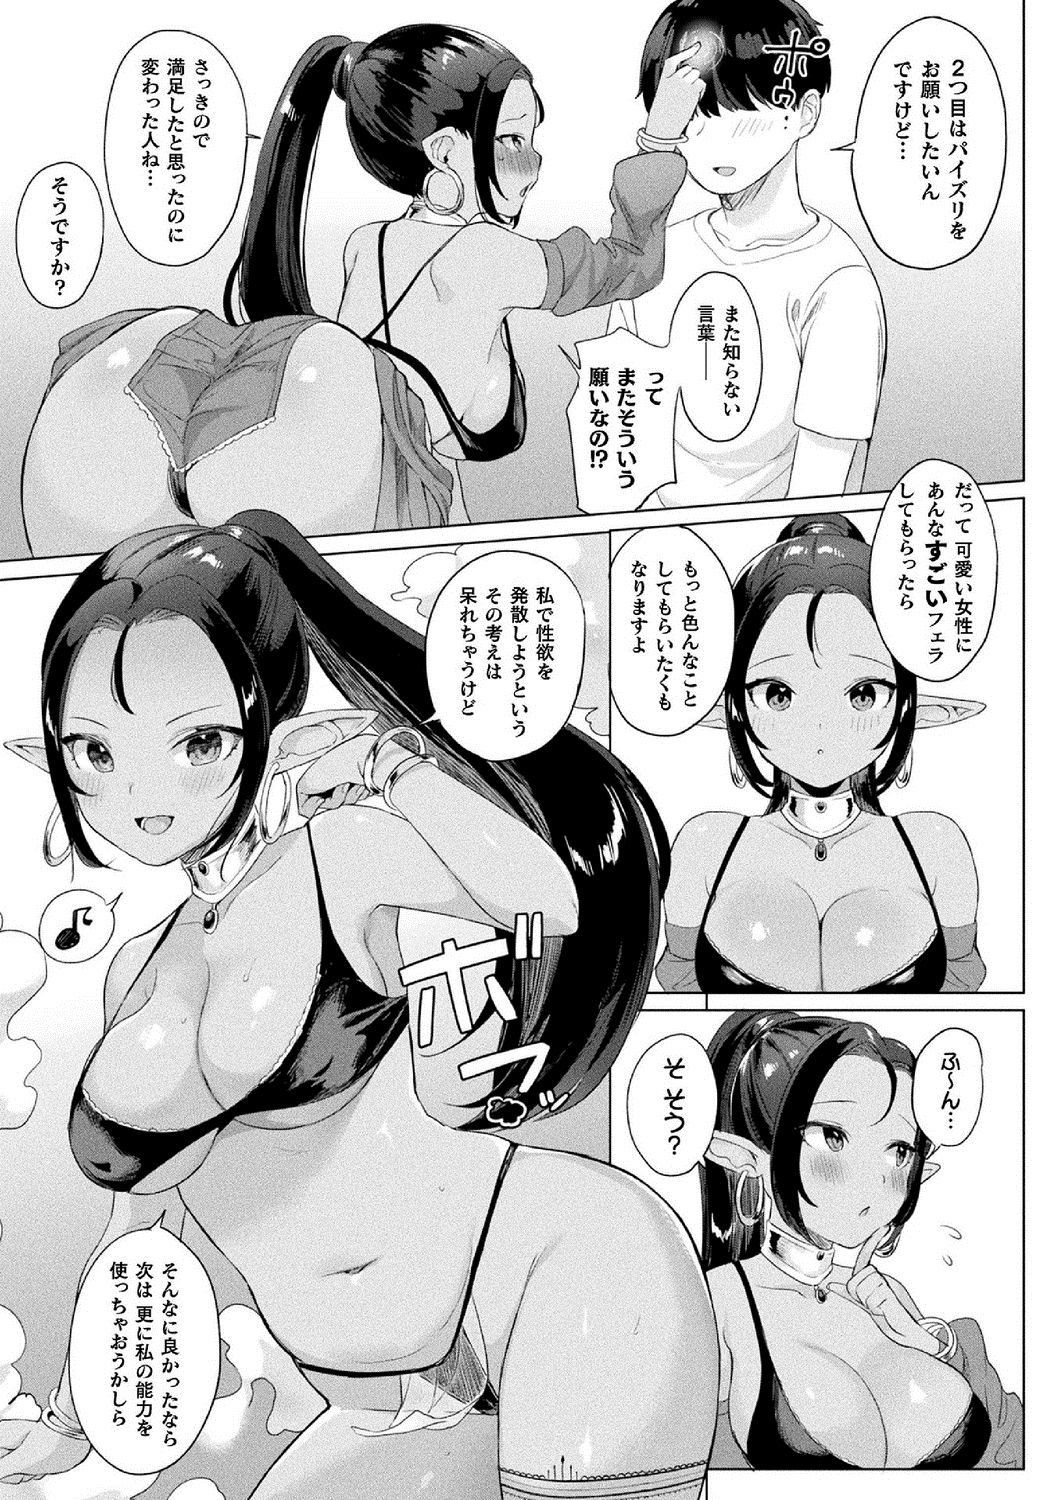 2つ目はパイズリを
お願いしたいん
ですけど…
ポゥ…
また知らない
言葉――
って
またそういう
願いなの!?
さっきので
満足したと思ったのに
変わった人ね…
そうですか?
だって 可愛い女性に
あんなすごいフェラ
してもらったら
もっと色んなこと
してもらいたくも
なりますよ
ふ〜ん…
そ そう?
私で性欲を
発散しようという
その考えは
呆れちゃうけど
ボフ
そんなに良かったなら
次は 更に私の能力を
使っちゃおうかしら